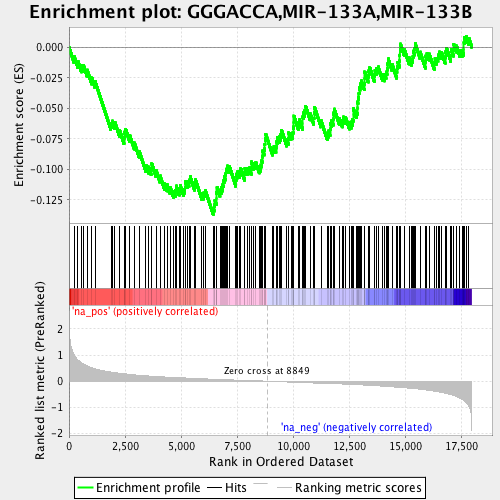 Enrichment plot: GGGACCA,MIR-133A,MIR-133B
Enrichment score (ES)
0.000
-0.025
-0.050
-0.075
-0.100
-0.125
'na_pos' (positively correlated)
Ranked list metric (PreRanked)
2
1
0
-1
-2
Zero cross at 8849
'na_neg' (negatively correlated)
0
2,500
5,000
7,500
10,000
12,500
15,000
17,500
Rank in Ordered Dataset
Enrichment profile
Hits
Ranking metric scores